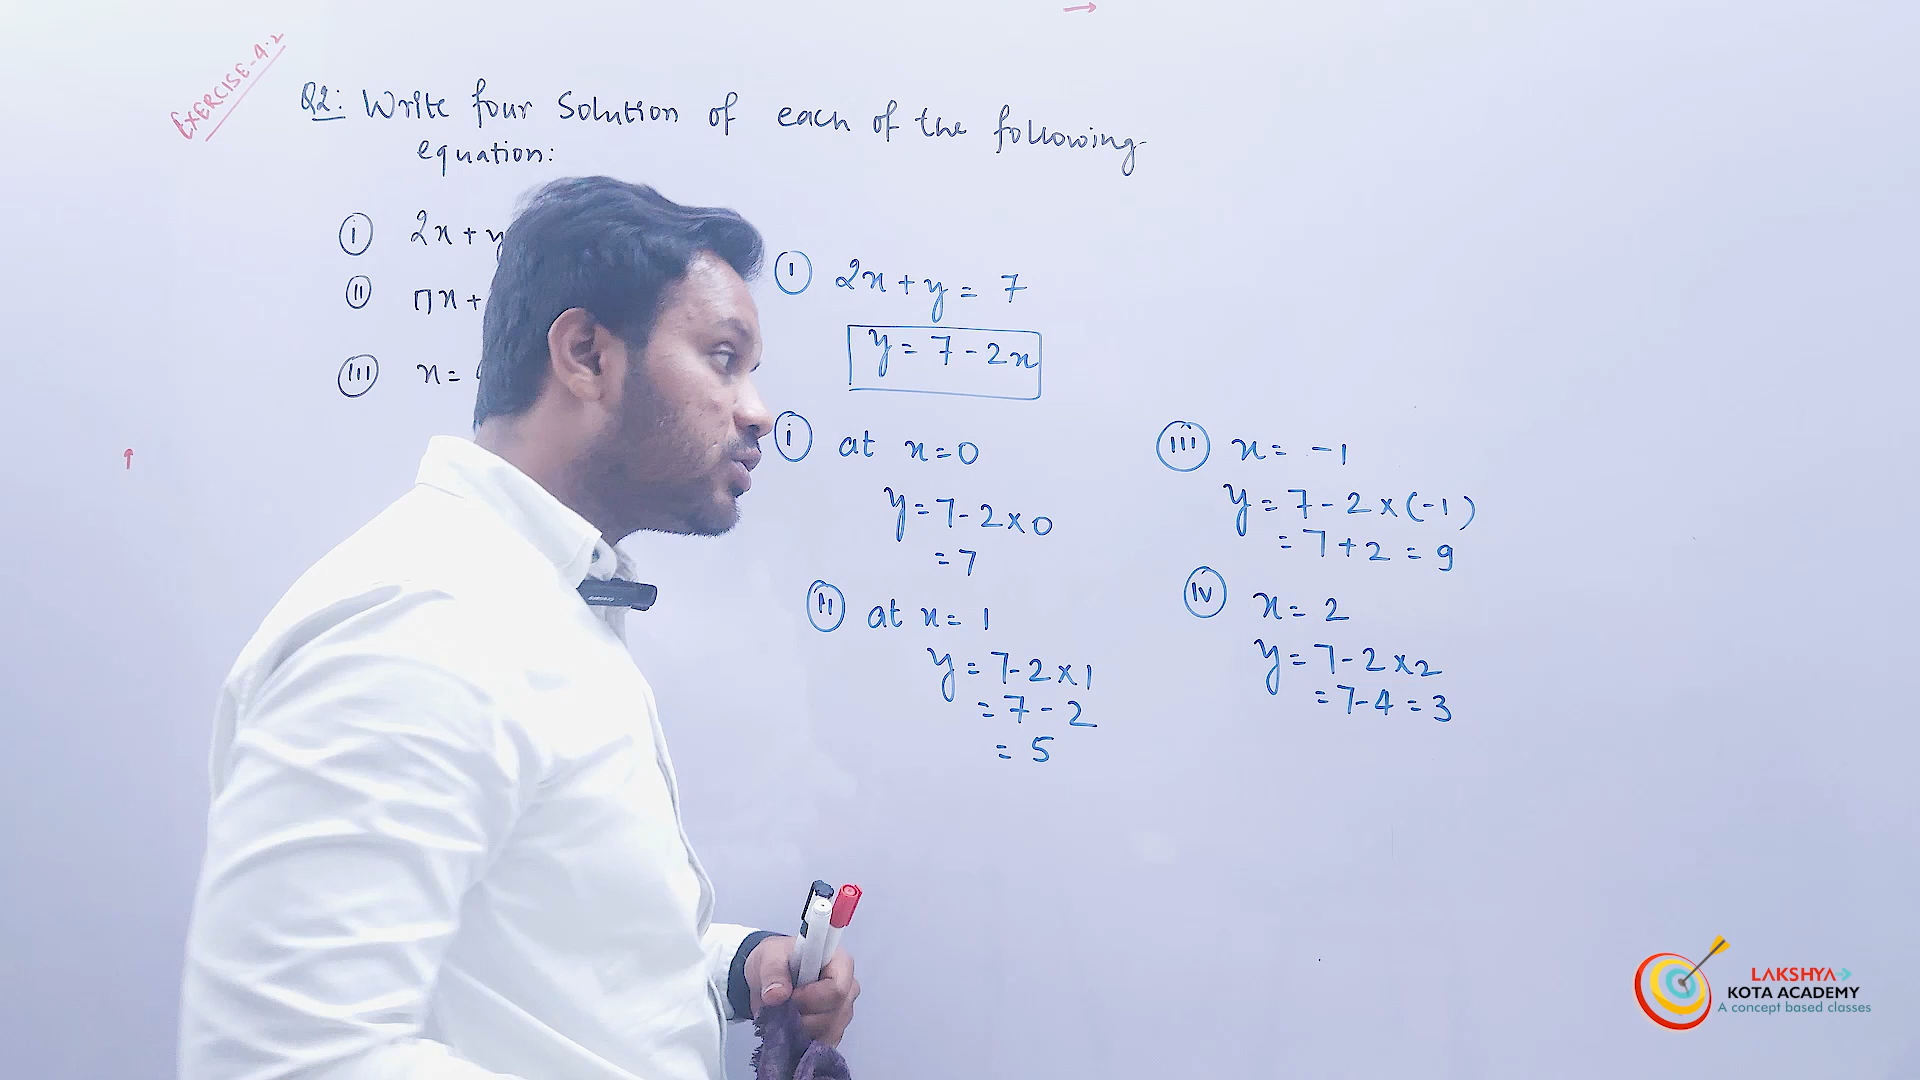 EXERCISE-4.2
Q2: Write four Solution of each of the following
equation:
i 2x+y
ii πx+
iii x=
i 2x+y = 7
y = 7-2x
i at x=0
y=7-2×0
=7
ii at x= 1
y=7-2×1
=7-2
= 5
iii x= -1
y=7-2×(-1)
=7+2=9
iv x= 2
y=7-2×2
=7-4=3
LAKSHYA
KOTA ACADEMY
A concept based classes